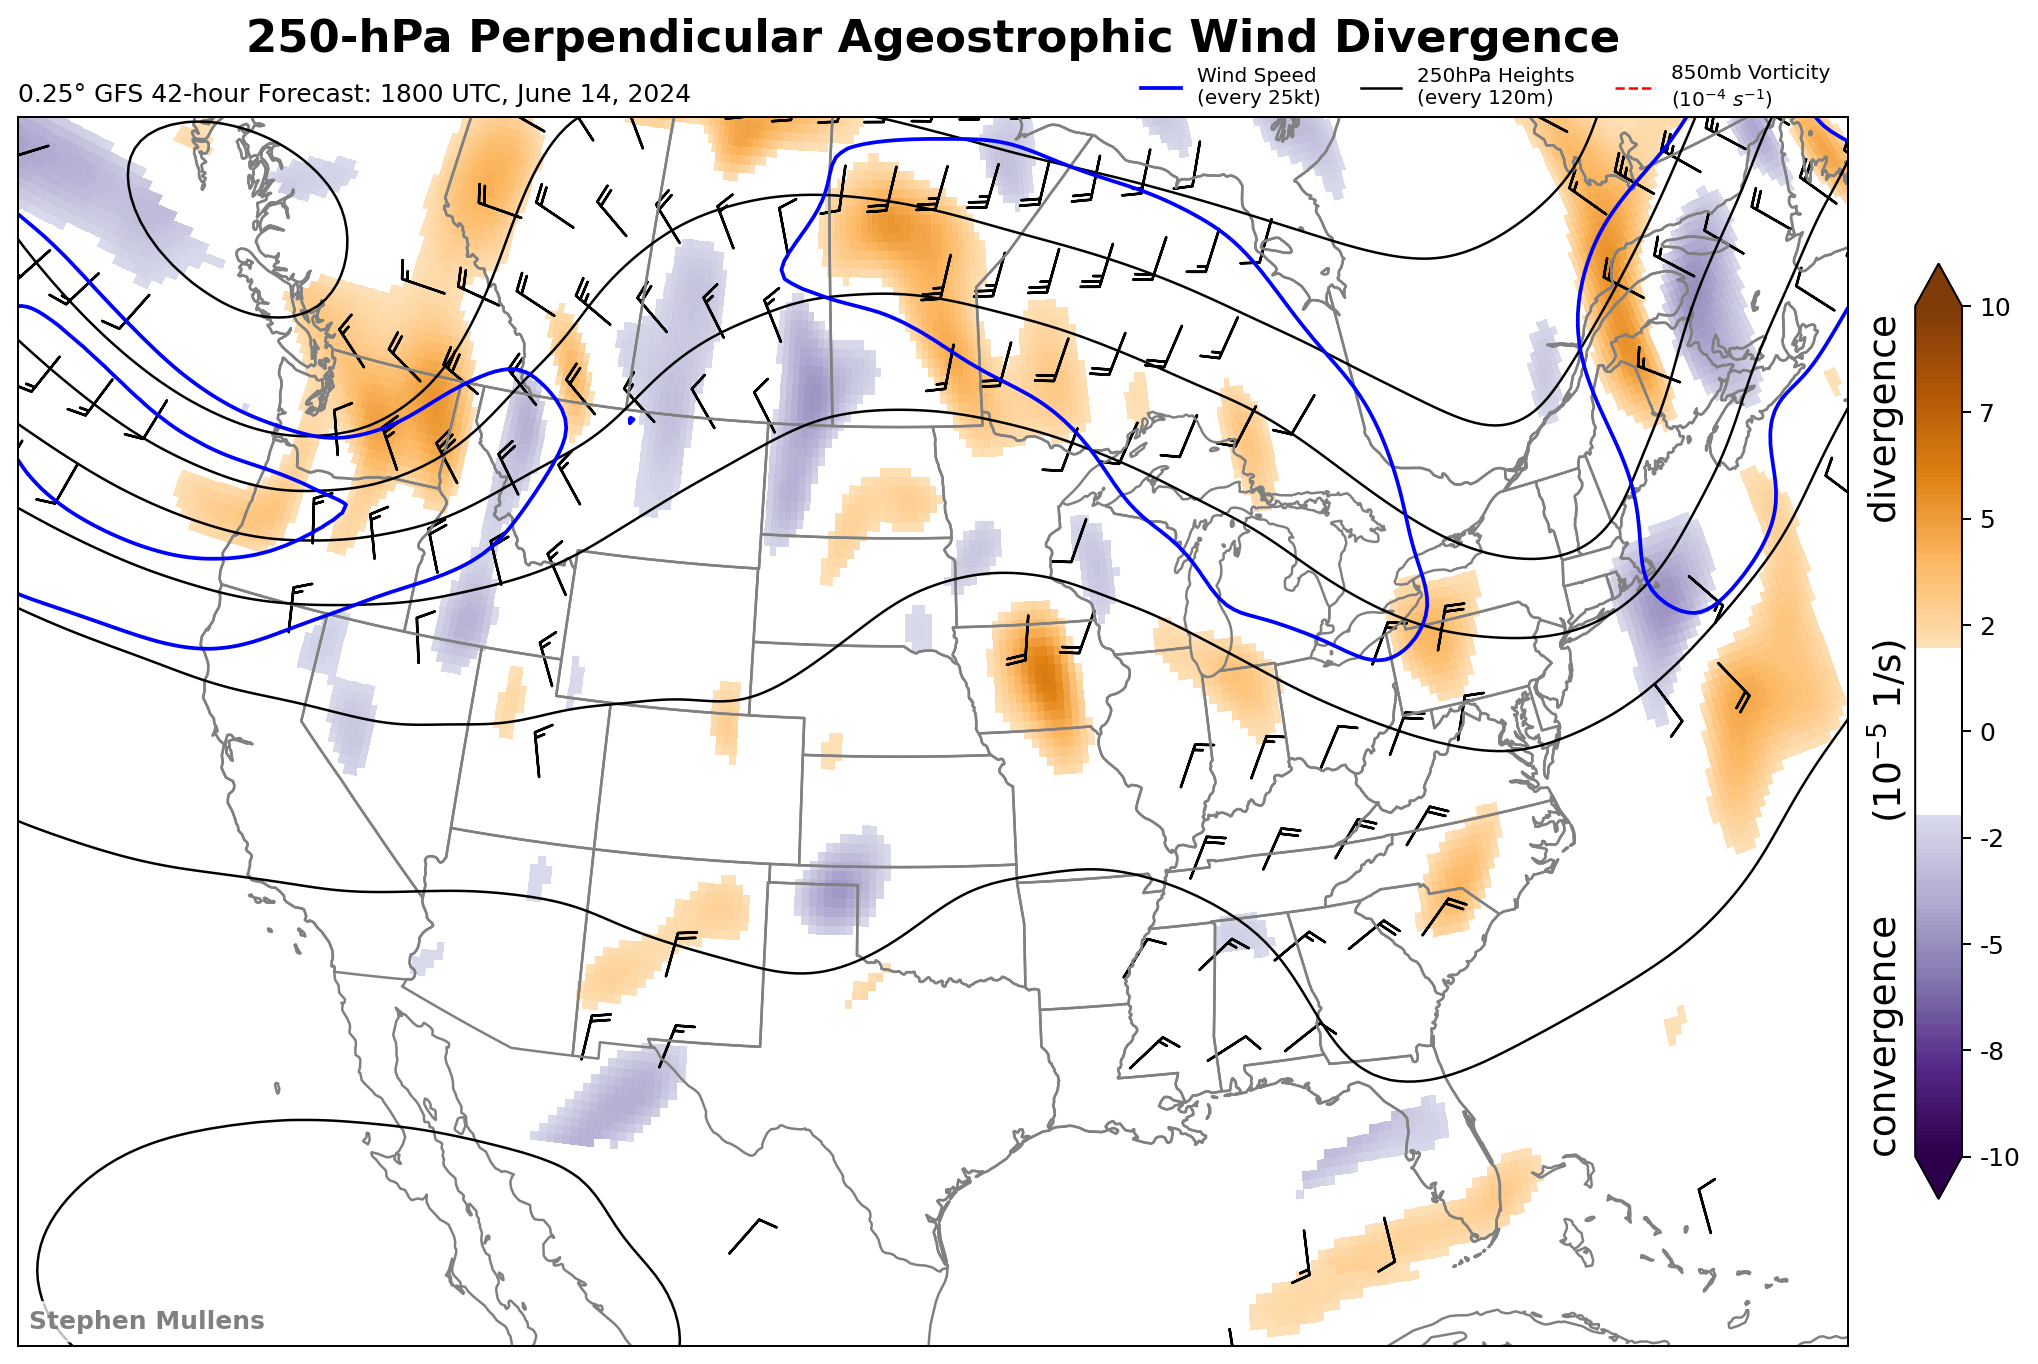 250-hPa Perpendicular Ageostrophic Wind Divergence
0.25° GFS 42-hour Forecast: 1800 UTC, June 14, 2024
Wind Speed
(every 25kt)
250hPa Heights
(every 120m)
850mb Vorticity
(10⁻⁴ s⁻¹)
convergence (10⁻⁵ 1/s) divergence
10
7
5
2
0
-2
-5
-8
-10
Stephen Mullens